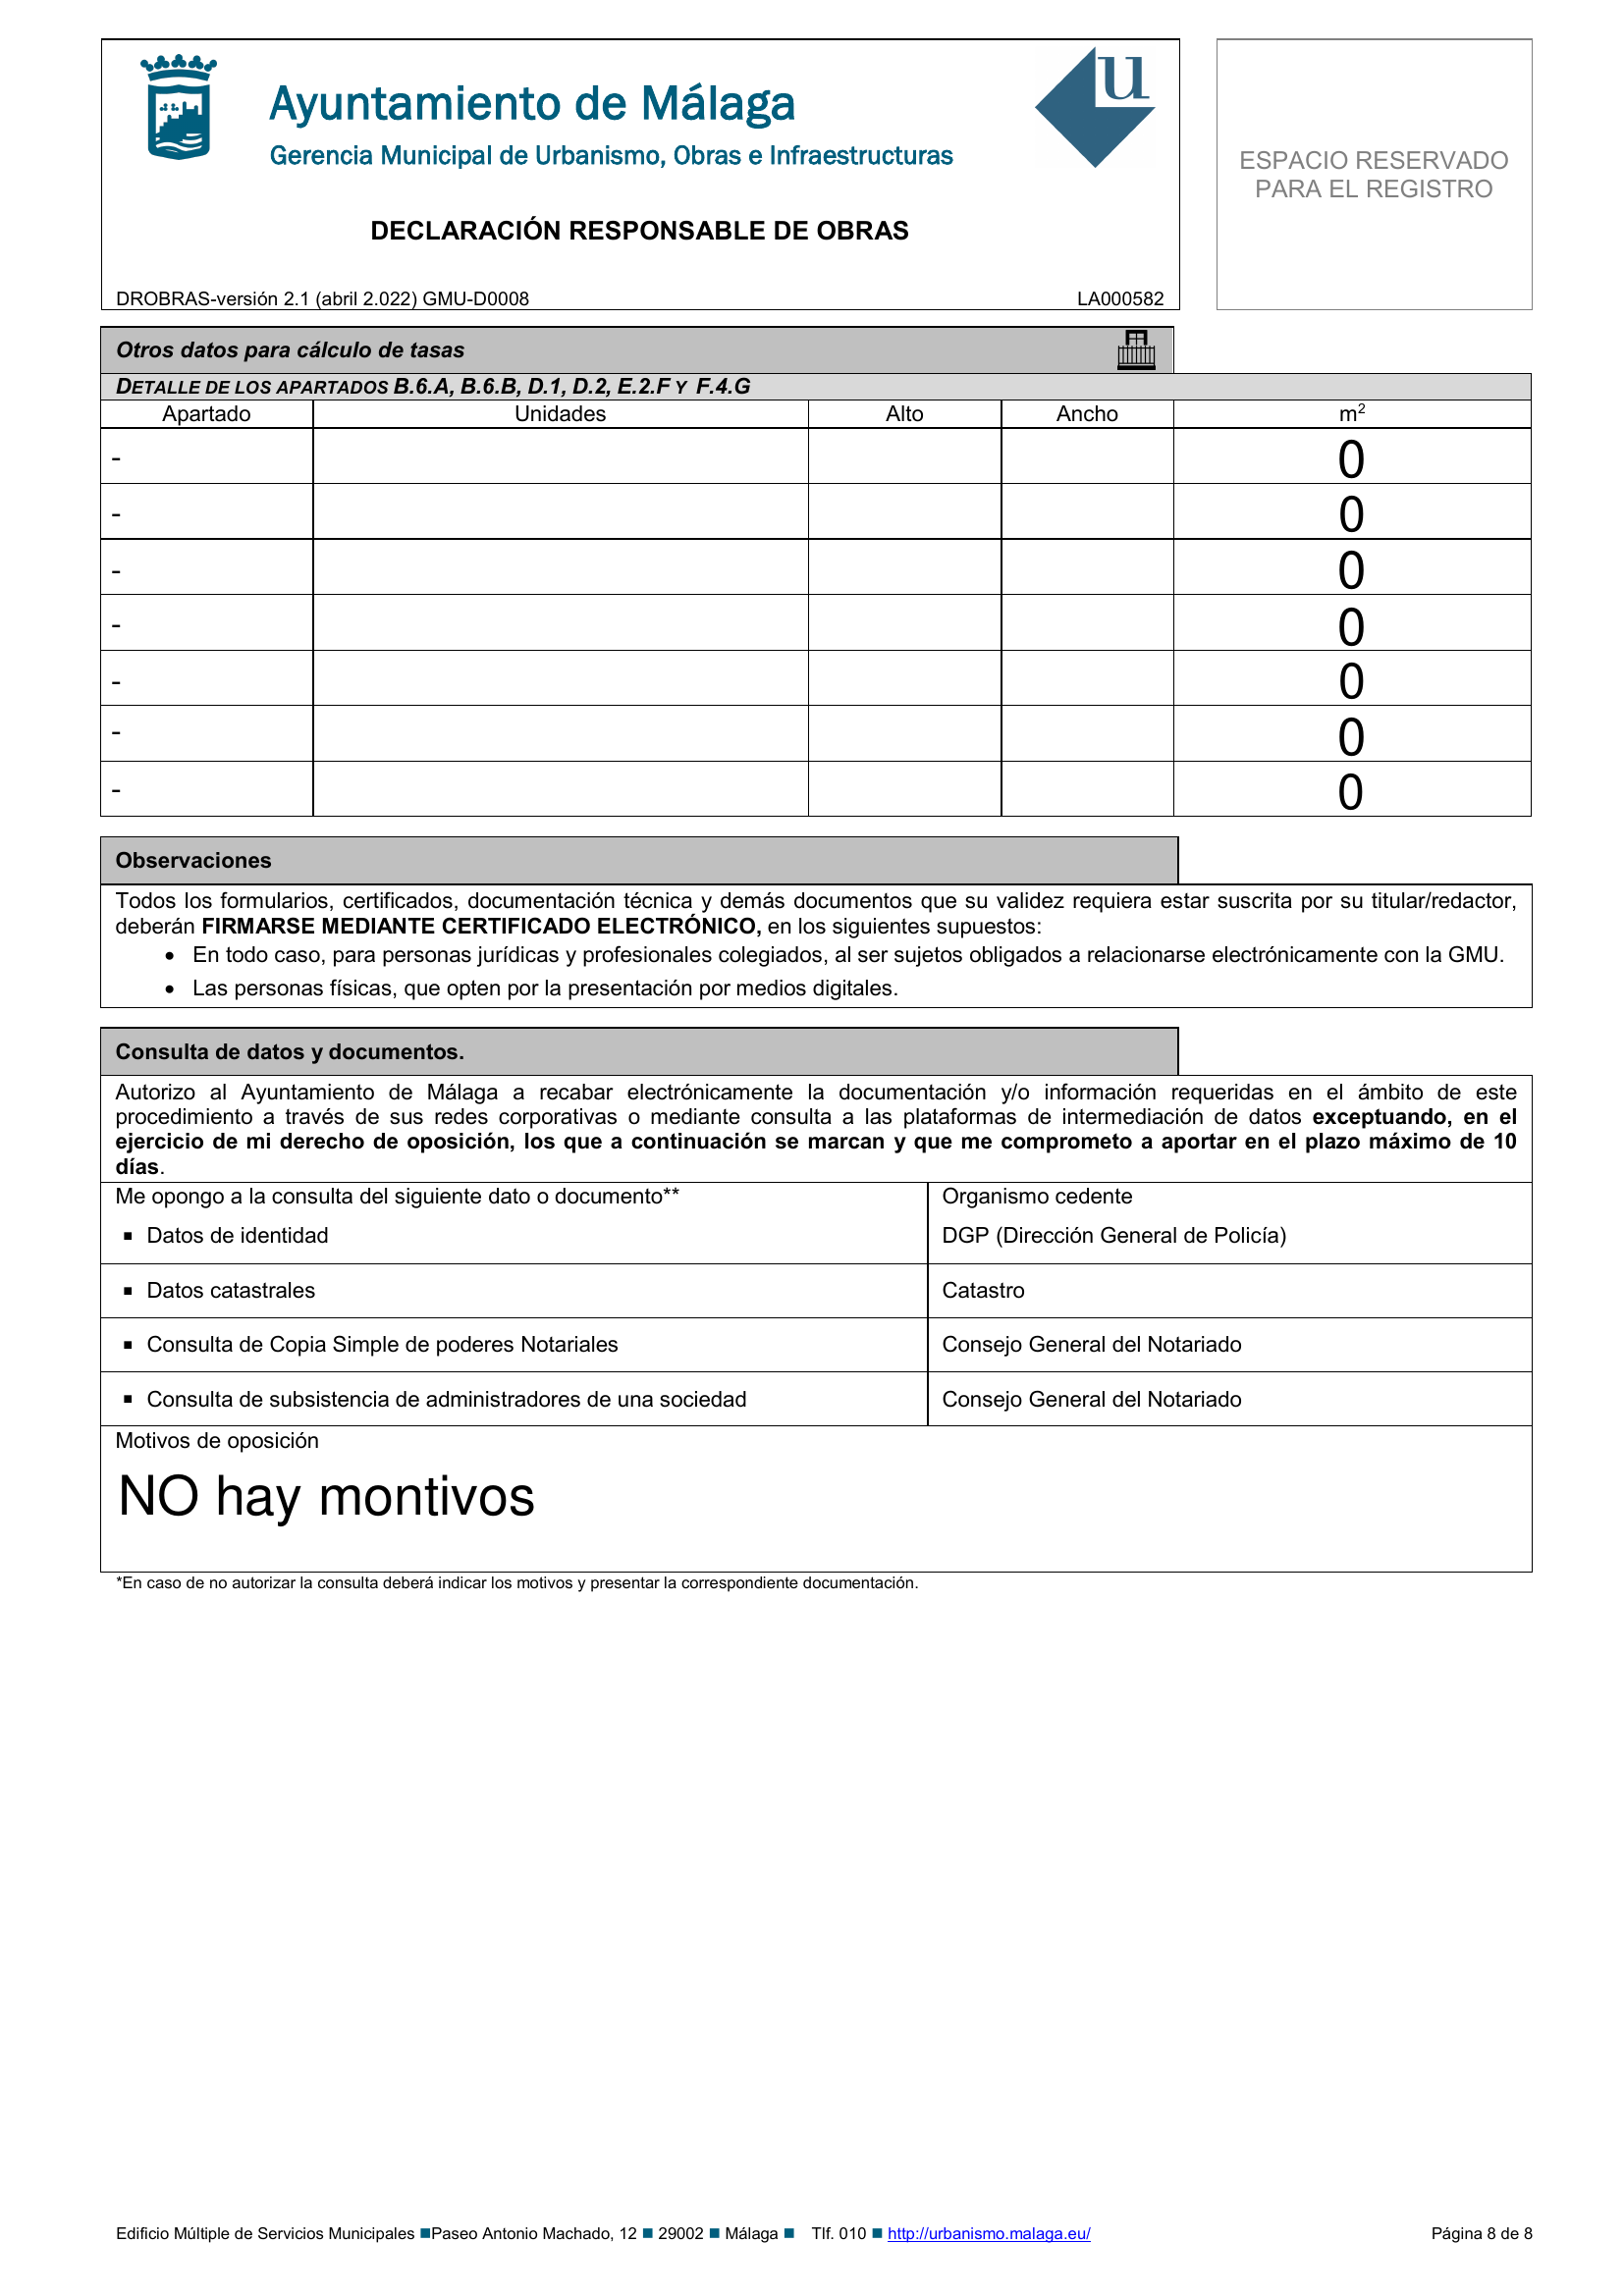 Ayuntamiento de Málaga
Gerencia Municipal de Urbanismo, Obras e Infraestructuras
u
DECLARACIÓN RESPONSABLE DE OBRAS
DROBRAS-versión 2.1 (abril 2.022) GMU-D0008 LA000582
ESPACIO RESERVADO
PARA EL REGISTRO
Otros datos para cálculo de tasas
DETALLE DE LOS APARTADOS B.6.A, B.6.B, D.1, D.2, E.2.F Y F.4.G
Apartado Unidades Alto Ancho m²
- 0
- 0
- 0
- 0
- 0
- 0
- 0
Observaciones
Todos los formularios, certificados, documentación técnica y demás documentos que su validez requiera estar suscrita por su titular/redactor,
deberán FIRMARSE MEDIANTE CERTIFICADO ELECTRÓNICO, en los siguientes supuestos:
• En todo caso, para personas jurídicas y profesionales colegiados, al ser sujetos obligados a relacionarse electrónicamente con la GMU.
• Las personas físicas, que opten por la presentación por medios digitales.
Consulta de datos y documentos.
Autorizo al Ayuntamiento de Málaga a recabar electrónicamente la documentación y/o información requeridas en el ámbito de este
procedimiento a través de sus redes corporativas o mediante consulta a las plataformas de intermediación de datos exceptuando, en el
ejercicio de mi derecho de oposición, los que a continuación se marcan y que me comprometo a aportar en el plazo máximo de 10
días.
Me opongo a la consulta del siguiente dato o documento** Organismo cedente
▪ Datos de identidad DGP (Dirección General de Policía)
▪ Datos catastrales Catastro
▪ Consulta de Copia Simple de poderes Notariales Consejo General del Notariado
▪ Consulta de subsistencia de administradores de una sociedad Consejo General del Notariado
Motivos de oposición
NO hay montivos
*En caso de no autorizar la consulta deberá indicar los motivos y presentar la correspondiente documentación.
Edificio Múltiple de Servicios Municipales ■Paseo Antonio Machado, 12 ■ 29002 ■ Málaga ■ Tlf. 010 ■ http://urbanismo.malaga.eu/ Página 8 de 8